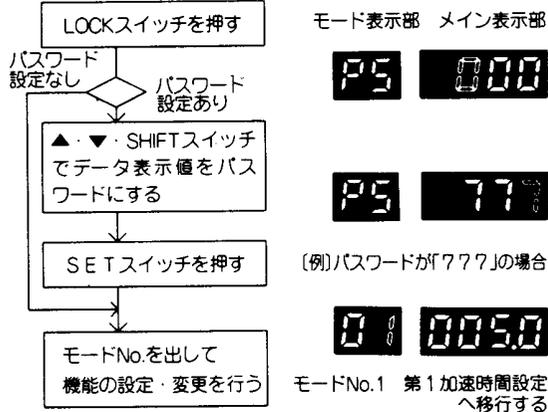 LOCKスイッチを押す
モード表示部 メイン表示部
パスワード
設定なし
パスワード
設定あり
PS 000
▲・▼・SHIFTスイッチ
でデータ表示値をパス
ワードにする
PS 777
SETスイッチを押す
〔例〕パスワードが「777」の場合
01 005.0
モードNo.を出して
機能の設定・変更を行う
モードNo.1 第1加速時間設定
へ移行する